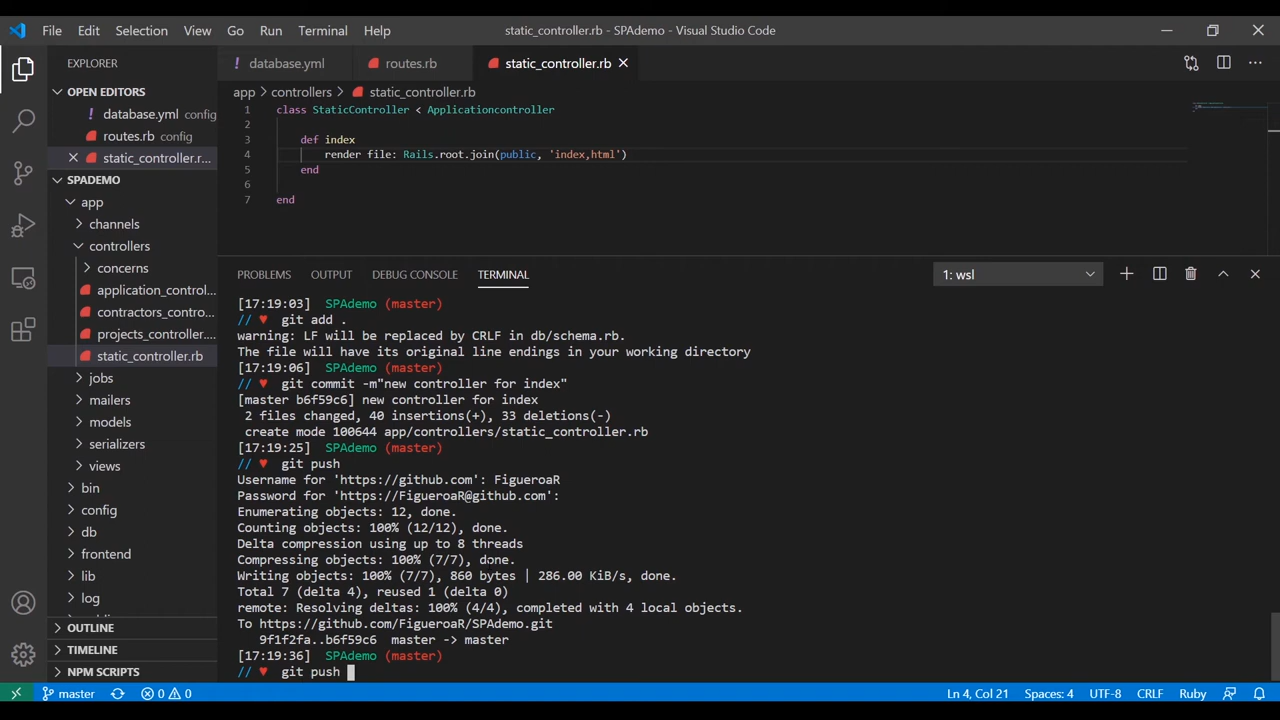 File Edit Selection View Go Run Terminal Help static_controller.rb - SPAdemo - Visual Studio Code
EXPLORER
OPEN EDITORS
! database.yml config
routes.rb config
static_controller.r...
SPADEMO
app
channels
controllers
concerns
application_control...
contractors_contro...
projects_controller....
static_controller.rb
jobs
mailers
models
serializers
views
bin
config
db
frontend
lib
log
OUTLINE
TIMELINE
NPM SCRIPTS
! database.yml routes.rb static_controller.rb
app > controllers > static_controller.rb
1 class StaticController < Applicationcontroller
2
3 def index
4 render file: Rails.root.join(public, 'index,html')
5 end
6
7 end
PROBLEMS OUTPUT DEBUG CONSOLE TERMINAL 1: wsl
[17:19:03] SPAdemo (master)
// ♥ git add .
warning: LF will be replaced by CRLF in db/schema.rb.
The file will have its original line endings in your working directory
[17:19:06] SPAdemo (master)
// ♥ git commit -m"new controller for index"
[master b6f59c6] new controller for index
2 files changed, 40 insertions(+), 33 deletions(-)
create mode 100644 app/controllers/static_controller.rb
[17:19:25] SPAdemo (master)
// ♥ git push
Username for 'https://github.com': FigueroaR
Password for 'https://FigueroaR@github.com':
Enumerating objects: 12, done.
Counting objects: 100% (12/12), done.
Delta compression using up to 8 threads
Compressing objects: 100% (7/7), done.
Writing objects: 100% (7/7), 860 bytes | 286.00 KiB/s, done.
Total 7 (delta 4), reused 1 (delta 0)
remote: Resolving deltas: 100% (4/4), completed with 4 local objects.
To https://github.com/FigueroaR/SPAdemo.git
9f1f2fa..b6f59c6 master -> master
[17:19:36] SPAdemo (master)
// ♥ git push
master 0 0 Ln 4, Col 21 Spaces: 4 UTF-8 CRLF Ruby